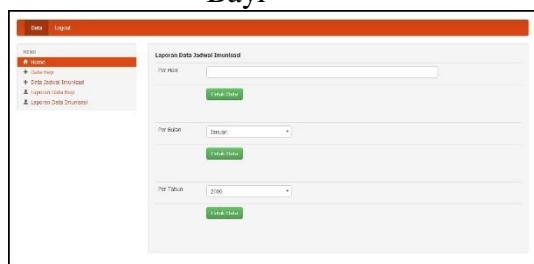 Bayi
Data Logout
MENU
Home
Data Bayi
Data Jadwal Imunisasi
Laporan Data Bayi
Laporan Data Imunisasi
Laporan Data Jadwal Imunisasi
Per Hari
Cetak Data
Per Bulan Januari
Cetak Data
Per Tahun 2000
Cetak Data